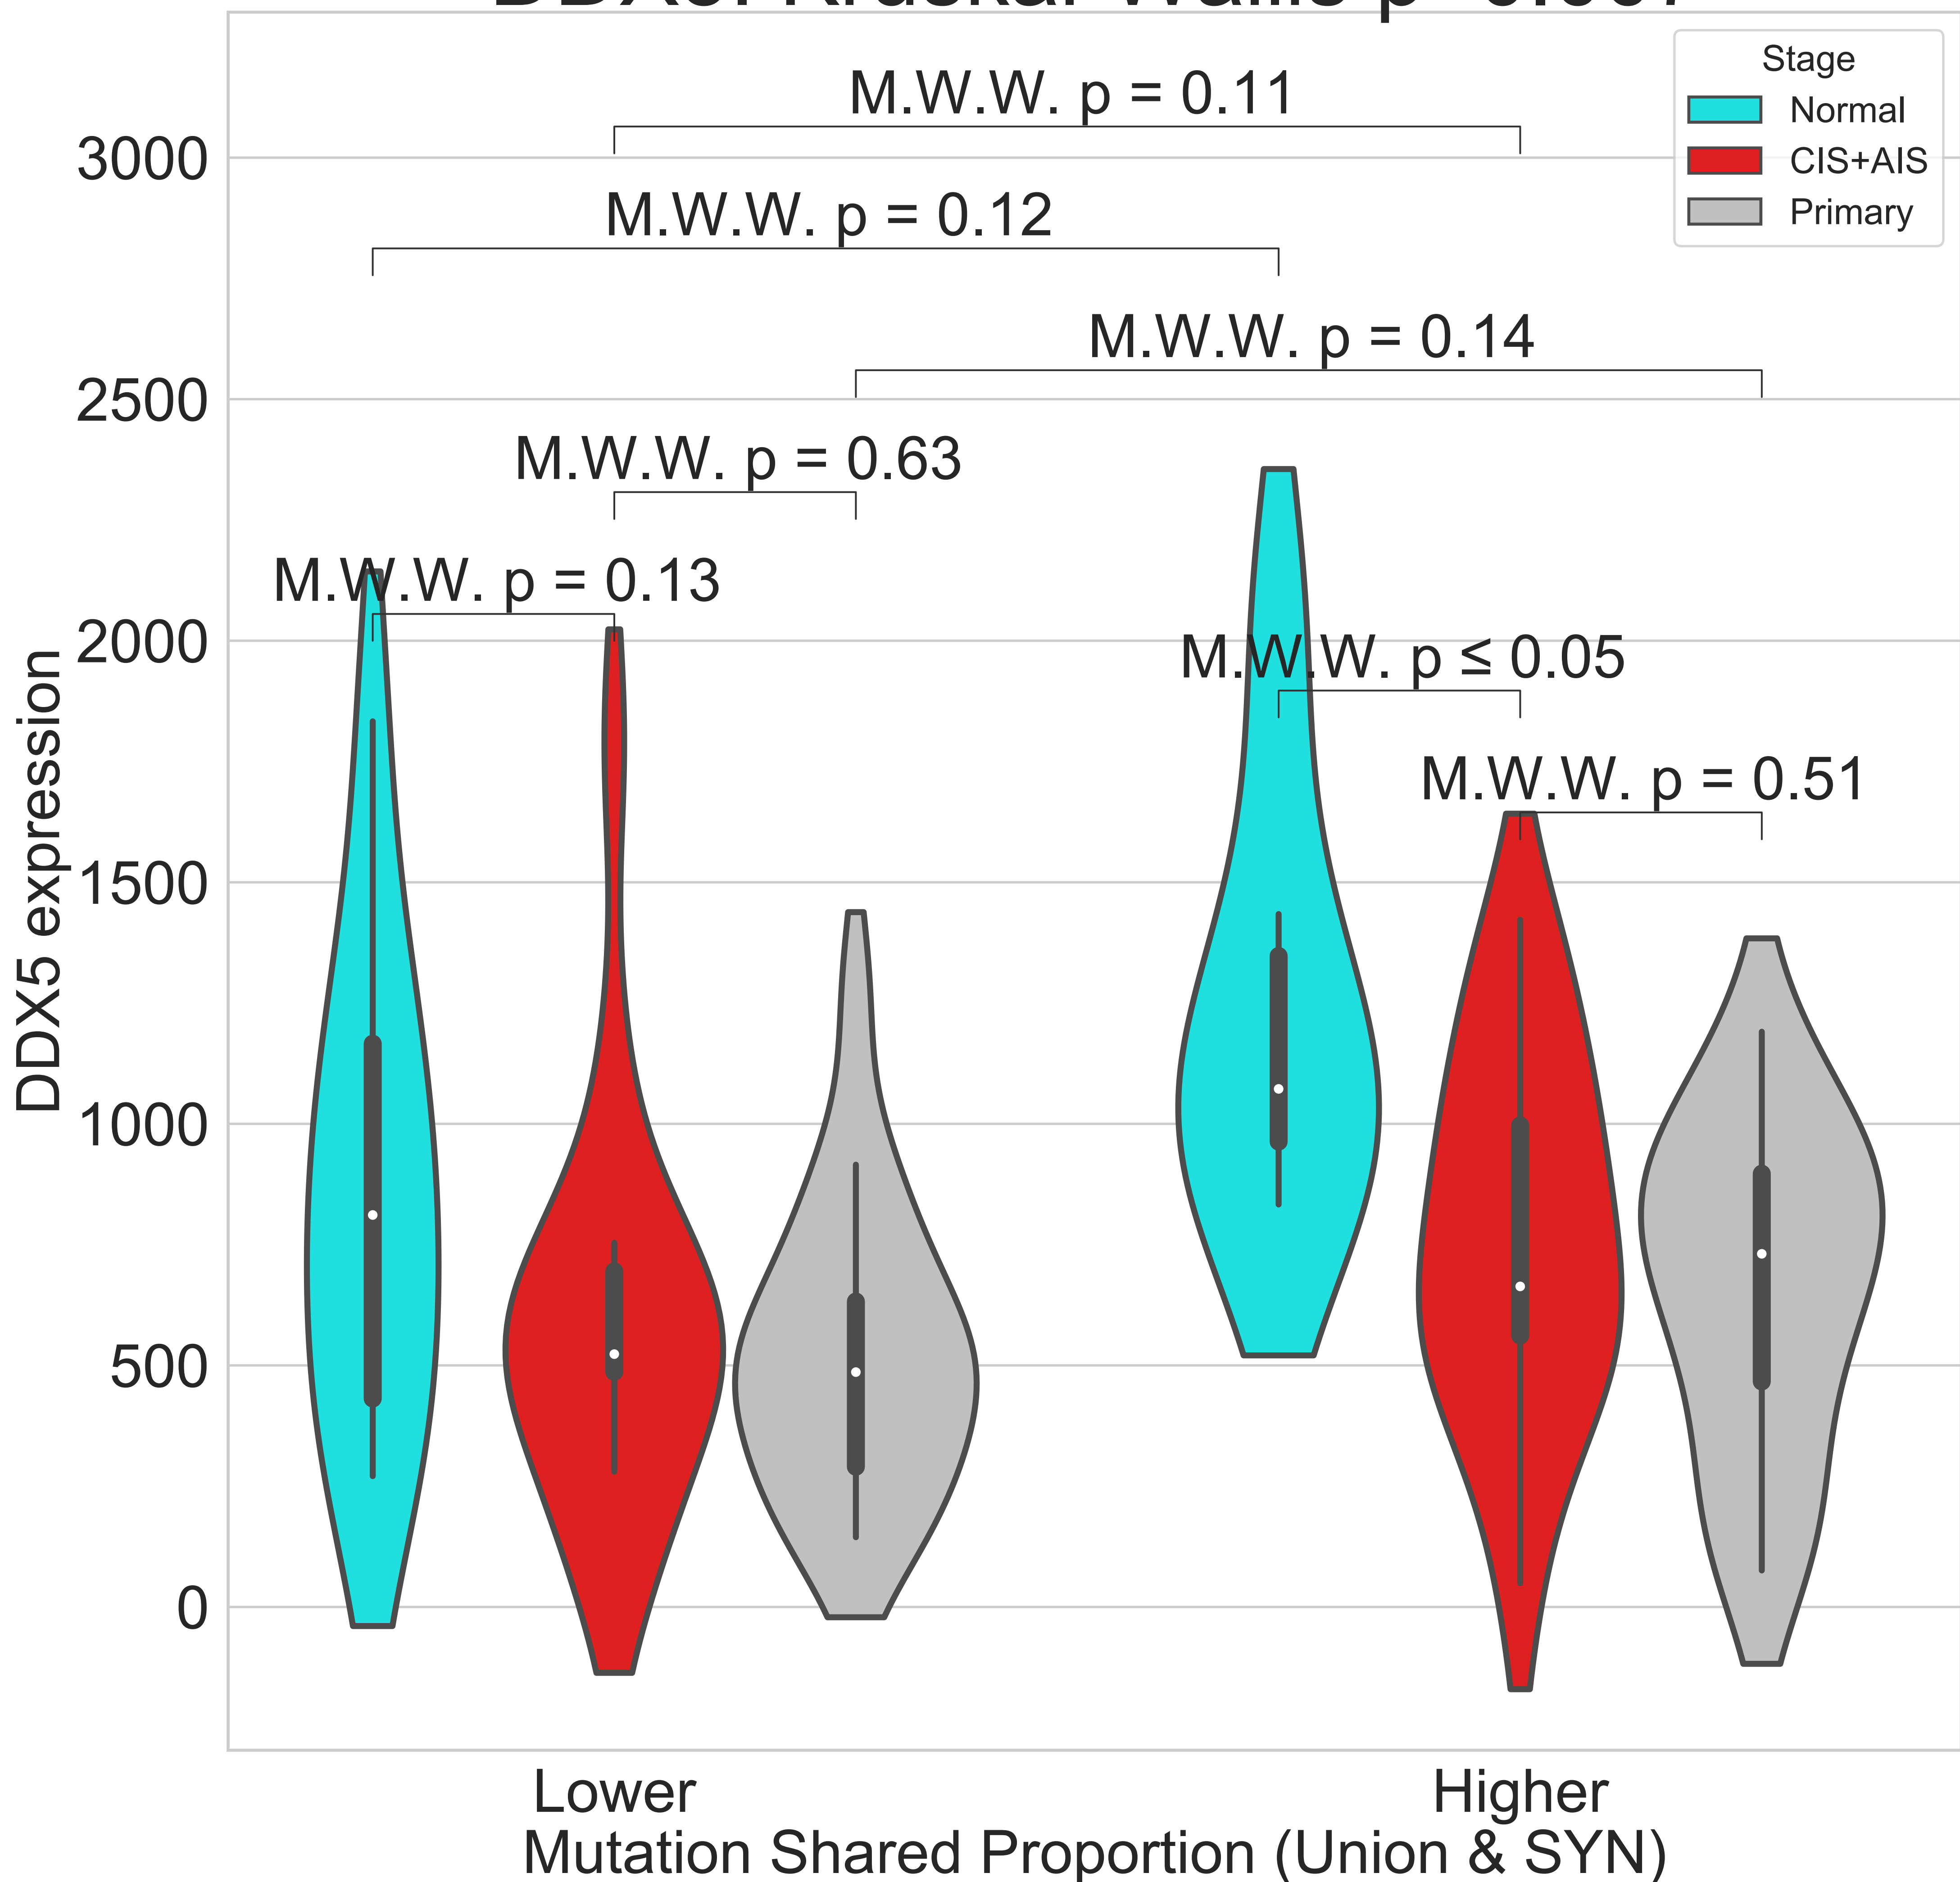 Stage
Normal
CIS+AIS
Primary
M.W.W. p = 0.11
M.W.W. p = 0.12
M.W.W. p = 0.14
M.W.W. p = 0.63
M.W.W. p = 0.13
M.W.W. p ≤ 0.05
M.W.W. p = 0.51
3000
2500
2000
1500
1000
500
0
DDX5 expression
Lower
Higher
Mutation Shared Proportion (Union & SYN)